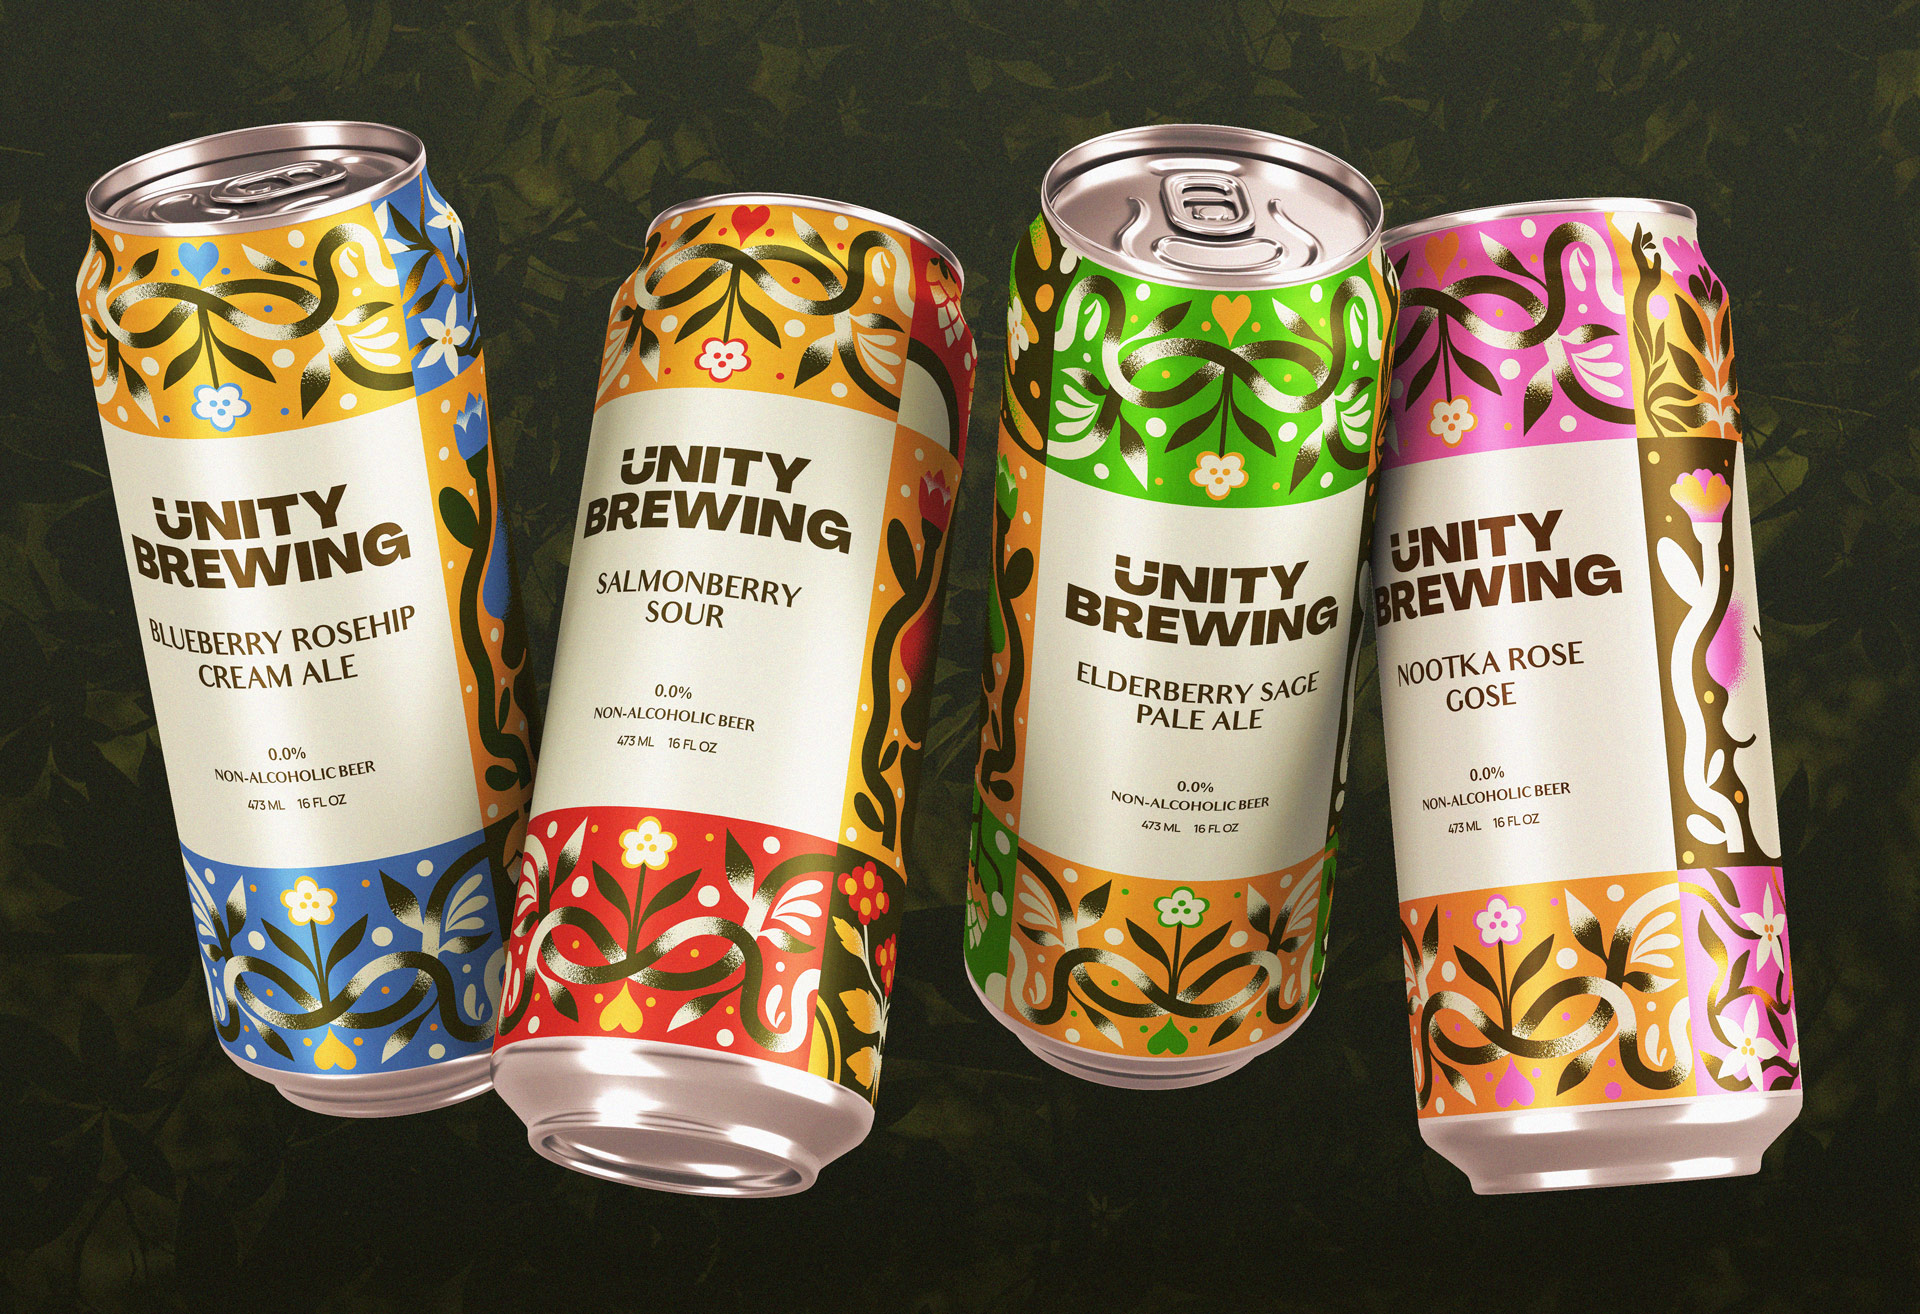 UNITY
BREWING
BLUEBERRY ROSEHIP
CREAM ALE
0.0%
NON-ALCOHOLIC BEER
473 ML 16 FL OZ
UNITY
BREWING
SALMONBERRY
SOUR
0.0%
NON-ALCOHOLIC BEER
473 ML 16 FL OZ
UNITY
BREWING
ELDERBERRY SAGE
PALE ALE
0.0%
NON-ALCOHOLIC BEER
473 ML 16 FL OZ
UNITY
BREWING
NOOTKA ROSE
GOSE
0.0%
NON-ALCOHOLIC BEER
473 ML 16 FL OZ